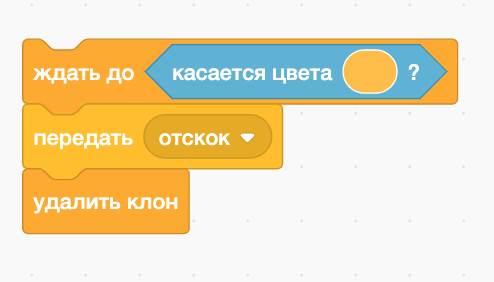 ждать до касается цвета ?
передать отскок
удалить клон